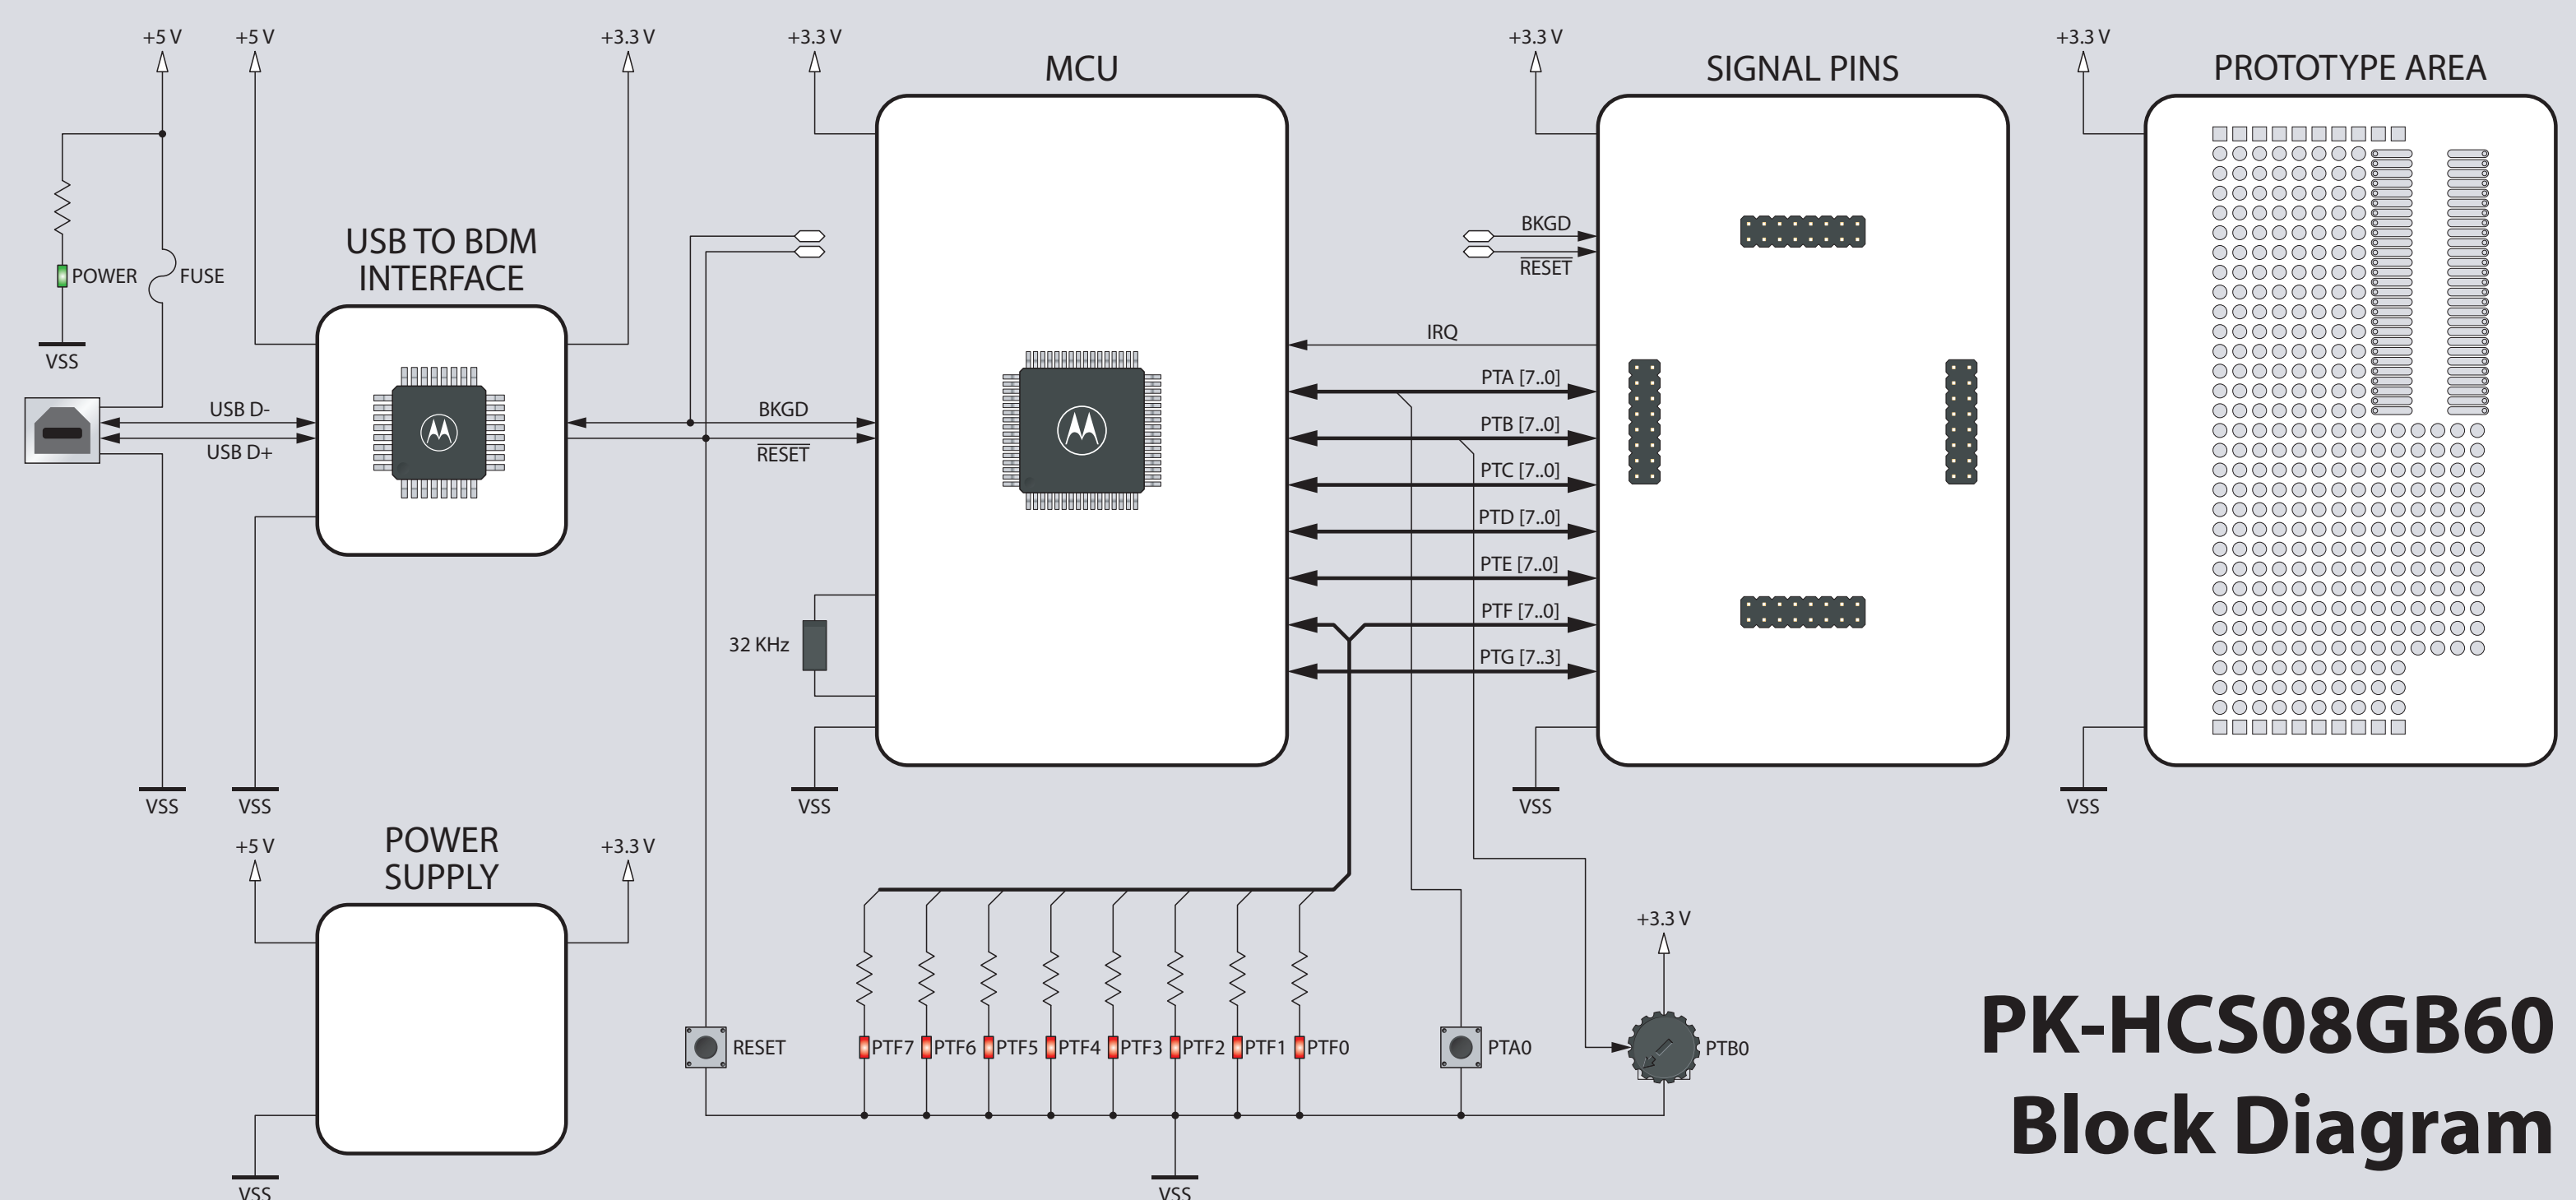 +5 V
+5 V
+3.3 V
+3.3 V
+3.3 V
+3.3 V
MCU
SIGNAL PINS
PROTOTYPE AREA
USB TO BDM
INTERFACE
POWER
FUSE
VSS
USB D-
USB D+
BKGD
RESET
BKGD
RESET
IRQ
PTA [7..0]
PTB [7..0]
PTC [7..0]
PTD [7..0]
PTE [7..0]
PTF [7..0]
PTG [7..3]
32 KHz
VSS
VSS
VSS
VSS
VSS
POWER
SUPPLY
+5 V
+3.3 V
VSS
RESET
PTF7
PTF6
PTF5
PTF4
PTF3
PTF2
PTF1
PTF0
PTA0
+3.3 V
PTB0
VSS
PK-HCS08GB60
Block Diagram